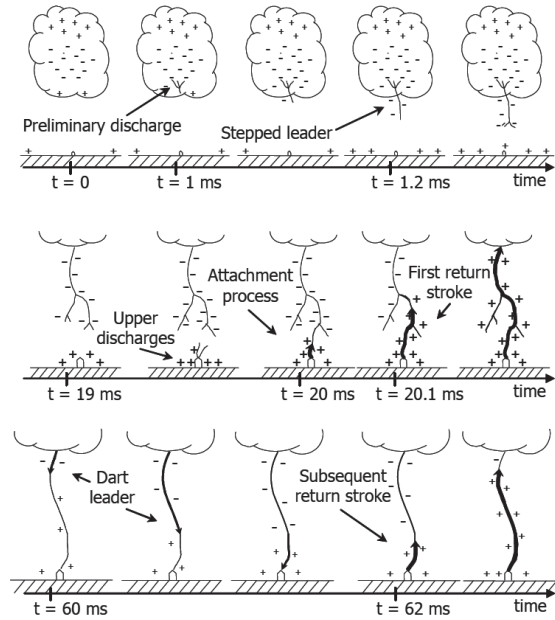 Preliminary discharge
Stepped leader
t = 0
t = 1 ms
t = 1.2 ms
time
Attachment
process
First return
stroke
Upper
discharges
t = 19 ms
t = 20 ms
t = 20.1 ms
time
Dart
leader
Subsequent
return stroke
t = 60 ms
t = 62 ms
time